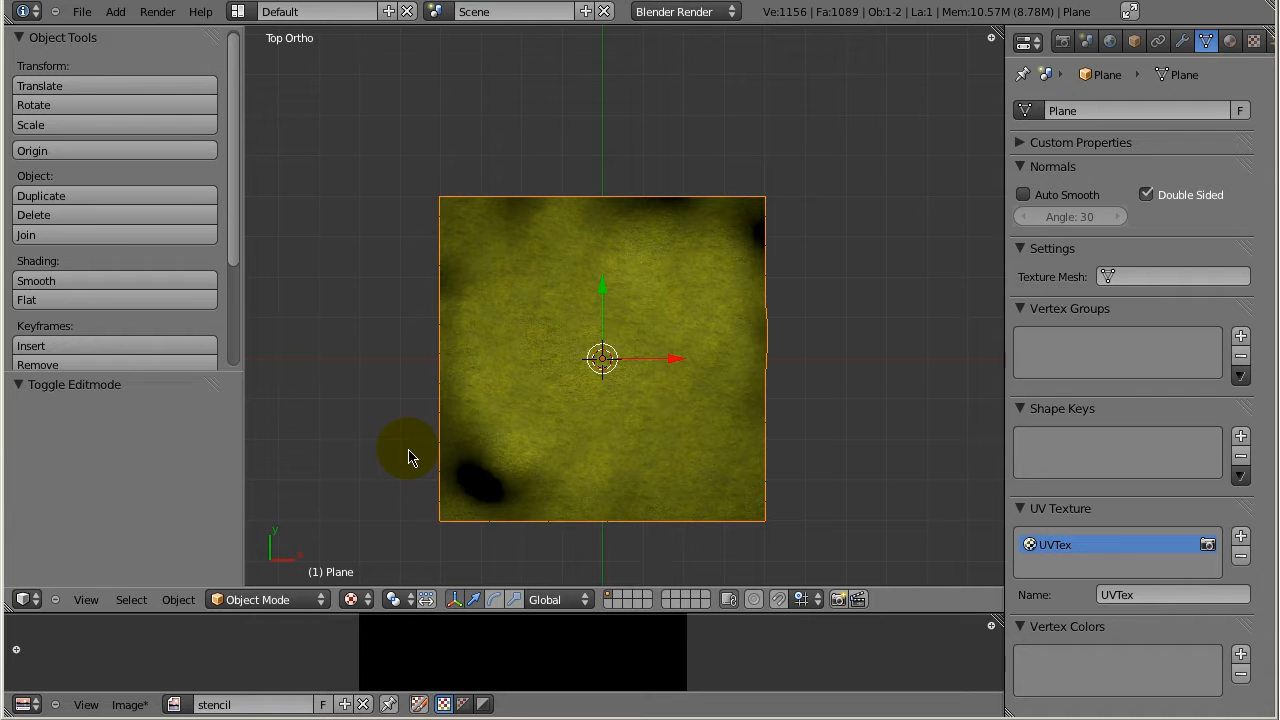 File Add Render Help Default Scene Blender Render Ve:1156 | Fa:1089 | Ob:1-2 | La:1 | Mem:10.57M (8.78M) | Plane
Object Tools
Transform:
Translate
Rotate
Scale
Origin
Object:
Duplicate
Delete
Join
Shading:
Smooth
Flat
Keyframes:
Insert
Remove
Toggle Editmode
Top Ortho
y
x
(1) Plane
View Select Object Object Mode Global
View Image* stencil F
Plane Plane
Plane F
Custom Properties
Normals
Auto Smooth Double Sided
Angle: 30
Settings
Texture Mesh:
Vertex Groups
Shape Keys
UV Texture
UVTex
Name: UVTex
Vertex Colors